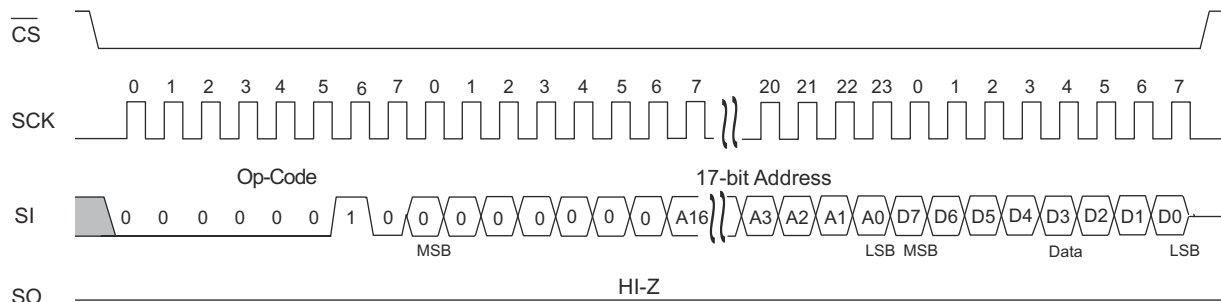 CS
0 1 2 3 4 5 6 7 0 1 2 3 4 5 6 7 20 21 22 23 0 1 2 3 4 5 6 7
SCK
Op-Code 17-bit Address
SI 0 0 0 0 0 0 1 0 0 0 0 0 0 0 0 A16 A3 A2 A1 A0 D7 D6 D5 D4 D3 D2 D1 D0
MSB LSB MSB Data LSB
HI-Z
SO